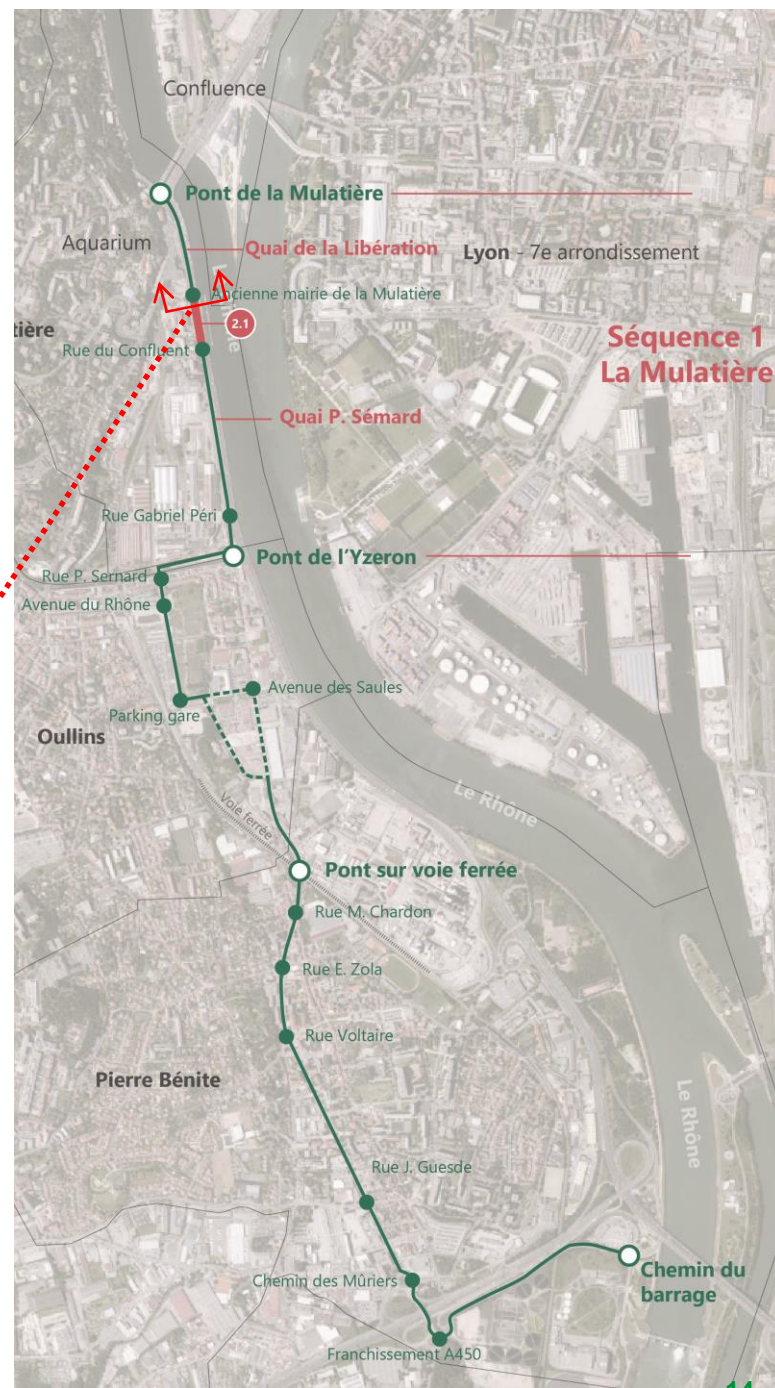 Confluence
Pont de la Mulatière
Aquarium
Quai de la Libération
Lyon - 7e arrondissement
Ancienne mairie de la Mulatière
2.1
tière
Rue du Confluent
Séquence 1
La Mulatière
Quai P. Sémard
Rue Gabriel Péri
Pont de l'Yzeron
Rue P. Sernard
Avenue du Rhône
Avenue des Saules
Parking gare
Oullins
Voie ferrée
Le Rhône
Pont sur voie ferrée
Rue M. Chardon
Rue E. Zola
Rue Voltaire
Pierre Bénite
Le Rhône
Rue J. Guesde
Chemin des Mûriers
Chemin du
barrage
Franchissement A450